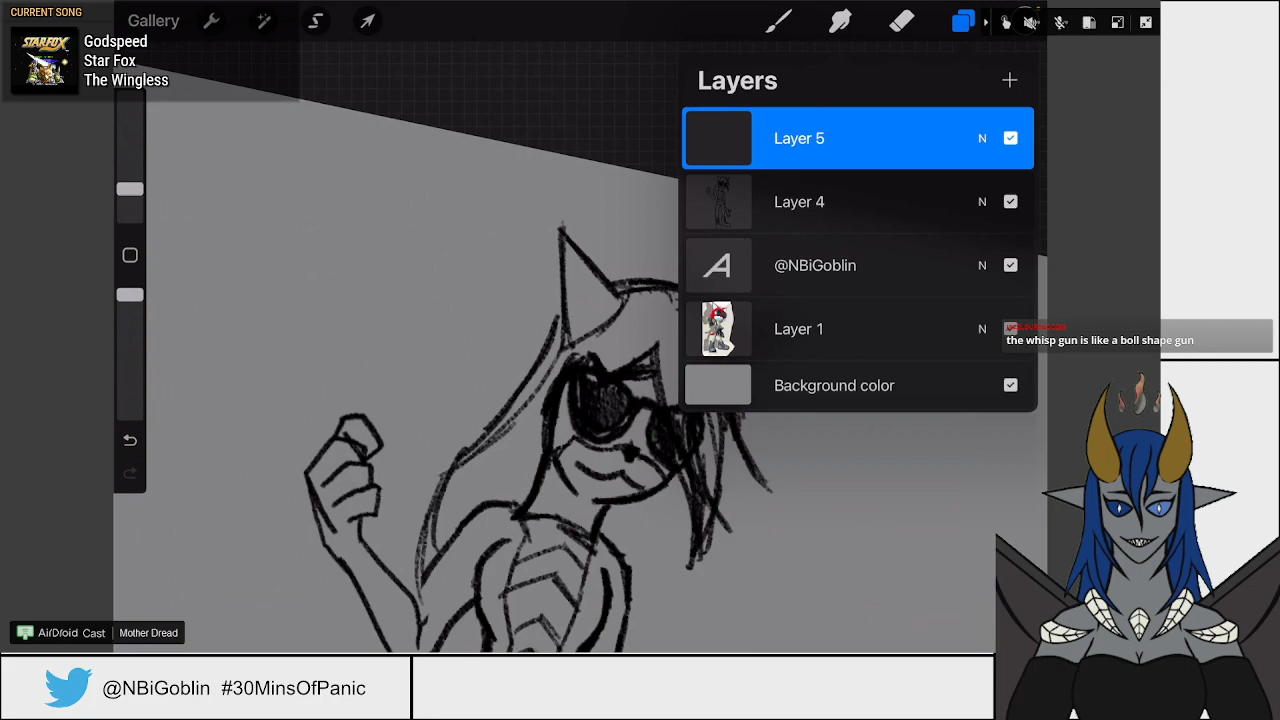 CURRENT SONG
STARFOX
Godspeed
Star Fox
The Wingless
Gallery
Layers
Layer 5
N
Layer 4
N
@NBiGoblin
N
Layer 1
N
Background color
the whisp gun is like a boll shape gun
AirDroid Cast
Mother Dread
@NBiGoblin #30MinsOfPanic